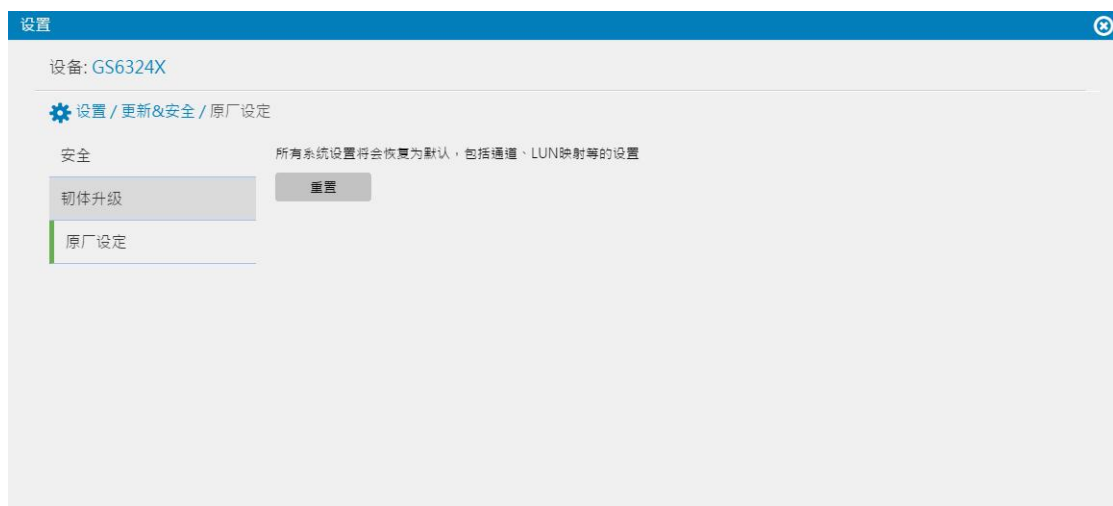 设置
设备: GS6324X
设置 / 更新&安全 / 原厂设定
安全
所有系统设置将会恢复为默认，包括通道、LUN映射等的设置
重置
韧体升级
原厂设定